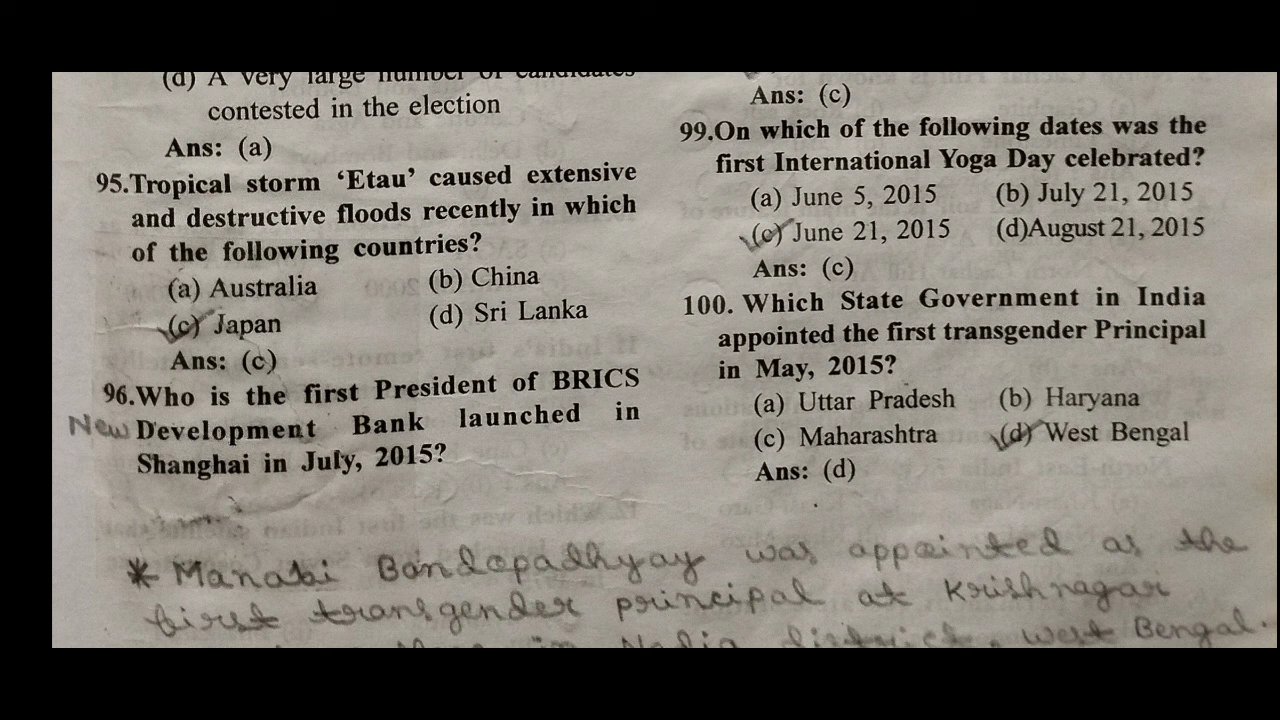 (d) A very large number of candidates
contested in the election
Ans: (a)
95.Tropical storm ‘Etau’ caused extensive
and destructive floods recently in which
of the following countries?
(a) Australia (b) China
(c) Japan (d) Sri Lanka
Ans: (c)
96.Who is the first President of BRICS
New Development Bank launched in
Shanghai in July, 2015?
Ans: (c)
99.On which of the following dates was the
first International Yoga Day celebrated?
(a) June 5, 2015 (b) July 21, 2015
(c) June 21, 2015 (d)August 21, 2015
Ans: (c)
100. Which State Government in India
appointed the first transgender Principal
in May, 2015?
(a) Uttar Pradesh (b) Haryana
(c) Maharashtra (d) West Bengal
Ans: (d)
* Manabi Bandopadhyay was appointed as the
first transgender principal at Krishnagar
in Nadia district, West Bengal.